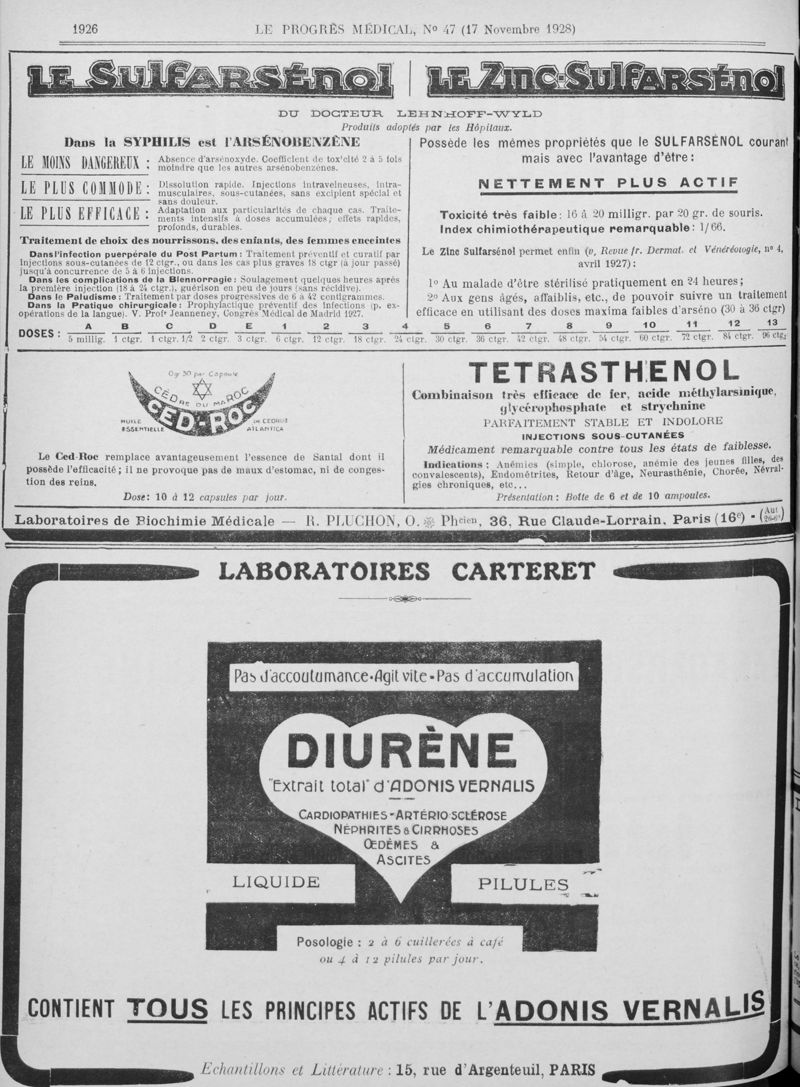 1926
LE PROGRÈS MÉDICAL, No 47 (17 Novembre 1928)
LE SULFARSÉNOL
LE ZINC-SULFARSÉNOL
DU DOCTEUR LEHNHOFF-WYLD
Produits adoptés par les Hôpitaux.
Dans la SYPHILIS est l'ARSÉNOBENZÈNE
LE MOINS DANGEREUX :
Absence d'arsénoxyde. Coefficient de toxicité 2 à 5 fois
moindre que les autres arsénobenzènes.
LE PLUS COMMODE :
Dissolution rapide. Injections intraveineuses, intra-
musculaires, sous-cutanées, sans excipient spécial et
sans douleur.
LE PLUS EFFICACE :
Adaptation aux particularités de chaque cas. Traite-
ments intensifs à doses accumulées; effets rapides,
profonds, durables.
Traitement de choix des nourrissons, des enfants, des femmes enceintes
Dans l'infection puerpérale du Post Partum : Traitement préventif et curatif par
Injections sous-cutanées de 12 ctgr., ou dans les cas plus graves 18 ctgr (à jour passé)
jusqu'à concurrence de 5 à 6 injections.
Dans les complications de la Blennorragie : Soulagement quelques heures après
la première injection (18 à 24 ctgr.), guérison en peu de jours (sans récidive).
Dans le Paludisme : Traitement par doses progressives de 6 à 42 contigrammes.
Dans la Pratique chirurgicale : Prophylactique préventif des infections (p. ex-
opérations de la langue). V. Profr Jeanneney, Congrès Médical de Madrid 1927.
Possède les mêmes propriétés que le SULFARSÉNOL courant
mais avec l'avantage d'être :
NETTEMENT PLUS ACTIF
Toxicité très faible : 16 à 20 milligr. par 20 gr. de souris.
Index chimiothérapeutique remarquable : 1/66.
Le Zinc Sulfarsénol permet enfin (v, Revue fr. Dermat. et Vénéréologie, no 4,
avril 1927) :
1o Au malade d'être stérilisé pratiquement en 24 heures;
2o Aux gens âgés, affaiblis, etc., de pouvoir suivre un traitement
efficace en utilisant des doses maxima faibles d'arséno (30 à 36 ctgr)
DOSES :
A B C D E 1 2 3 4 5 6 7 8 9 10 11 12 13
5 millig. 1 ctgr. 1 ctgr. 1/2 2 ctgr. 3 ctgr. 6 ctgr. 12 ctgr. 18 ctgr. 24 ctgr. 30 ctgr. 36 ctgr. 42 ctgr. 48 ctgr. 54 ctgr. 60 ctgr. 72 ctgr. 84 ctgr. 96 ctgr
Ogr 30 par Capsule
CÈDRE DU MAROC
CED-ROC
HUILE
ESSENTIELLE
DE CEDRUS
ATLANTICA
Le Ced-Roc remplace avantageusement l'essence de Santal dont il
possède l'efficacité ; il ne provoque pas de maux d'estomac, ni de conges-
tion des reins.
Dose: 10 à 12 capsules par jour.
TETRASTHENOL
Combinaison très efficace de fer, acide méthylarsinique,
glycérophosphate et strychnine
PARFAITEMENT STABLE ET INDOLORE
INJECTIONS SOUS-CUTANÉES
Médicament remarquable contre tous les états de faiblesse.
Indications : Anémies (simple, chlorose, anémie des jeunes filles, des
convalescents), Endométrites, Retour d'âge, Neurasthénie, Chorée, Névral-
gies chroniques, etc...
Présentation : Boîte de 6 et de 10 ampoules.
Laboratoires de Biochimie Médicale — R. PLUCHON, O. Phcien, 36, Rue Claude-Lorrain, Paris (16e) -
LABORATOIRES CARTERET
Pas d'accoutumance-Agit vite-Pas d'accumulation
DIURÈNE
"Extrait total" d'ADONIS VERNALIS
CARDIOPATHIES-ARTÉRIO-SCLÉROSE
NÉPHRITES & CIRRHOSES
ŒDÈMES &
ASCITES
LIQUIDE
PILULES
Posologie : 2 à 6 cuillerées à café
ou 4 à 12 pilules par jour.
CONTIENT TOUS LES PRINCIPES ACTIFS DE L'ADONIS VERNALIS
Echantillons et Littérature : 15, rue d'Argenteuil, PARIS